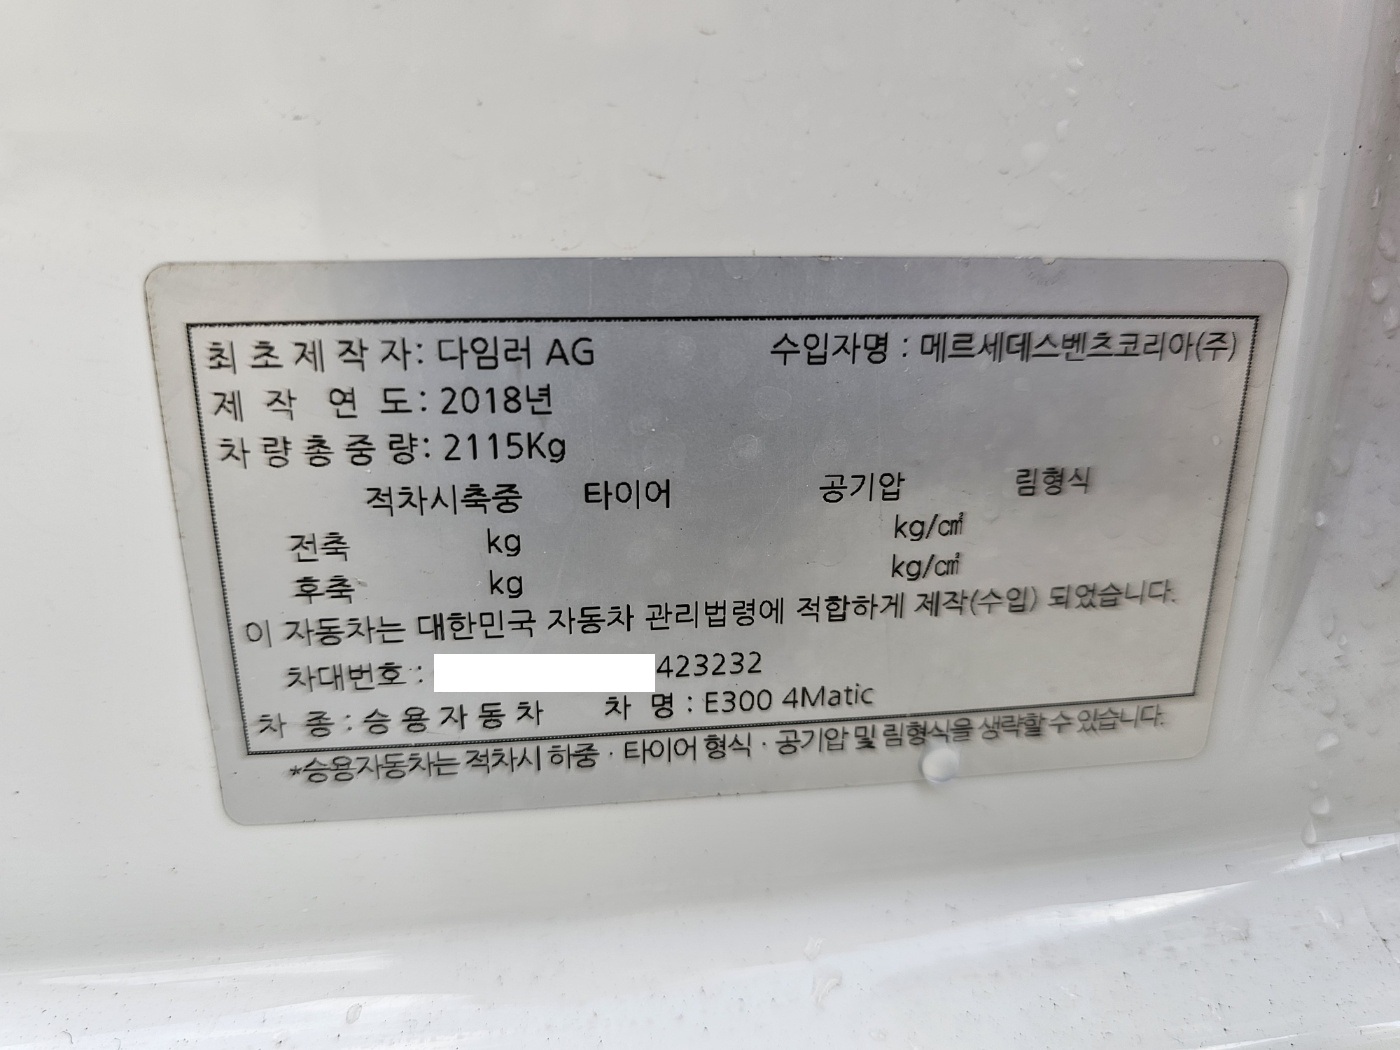 최초제작자: 다임러 AG 수입자명 : 메르세데스벤츠코리아(주)
제 작 연 도: 2018년
차량총중량: 2115Kg
적차시축중 타이어 공기압 림형식
전축 kg kg/㎠
후축 kg kg/㎠
이 자동차는 대한민국 자동차 관리법령에 적합하게 제작(수입) 되었습니다.
차대번호 : 423232
차 종 : 승용자동차 차 명 : E300 4Matic
*승용자동차는 적차시 하중 · 타이어 형식 · 공기압 및 림형식을 생략할 수 있습니다.